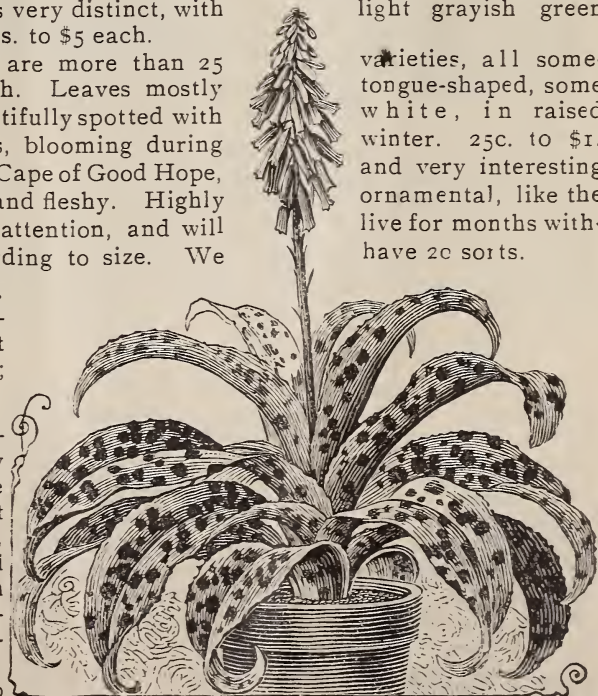 s very distinct, with light grayish green
s. to $5 each.
are more than 25 varieties, all some-
h. Leaves mostly tongue-shaped, some
tifully spotted with white, in raised
s, blooming during winter. 25c. to $1.
Cape of Good Hope, and very interesting
and fleshy. Highly ornamental, like the
attention, and will live for months with-
ding to size. We have 20 sorts.